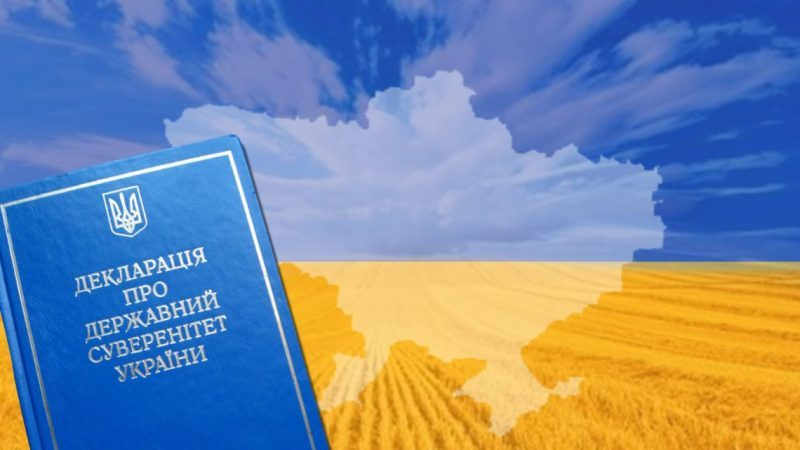 ДЕКЛАРАЦІЯ
ПРО
ДЕРЖАВНИЙ
СУВЕРЕНІТЕТ
УКРАЇНИ